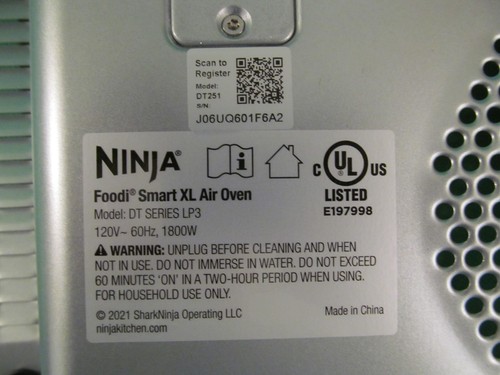 Scan to
Register
Model:
DT251
S/N:
J06UQ601F6A2
NINJA®
Foodi® Smart XL Air Oven
Model: DT SERIES LP3
120V~ 60Hz, 1800W
C UL US
LISTED
E197998
WARNING: UNPLUG BEFORE CLEANING AND WHEN
NOT IN USE. DO NOT IMMERSE IN WATER. DO NOT EXCEED
60 MINUTES 'ON' IN A TWO-HOUR PERIOD WHEN USING.
FOR HOUSEHOLD USE ONLY.
© 2021 SharkNinja Operating LLC
ninjakitchen.com
Made in China